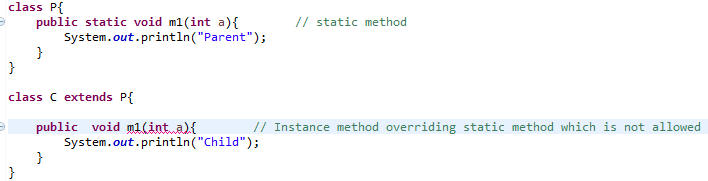 class P{
public static void m1(int a){ // static method
System.out.println("Parent");
}
}
class C extends P{
public  void m1(int a){ // Instance method overriding static method which is not allowed
System.out.println("Child");
}
}